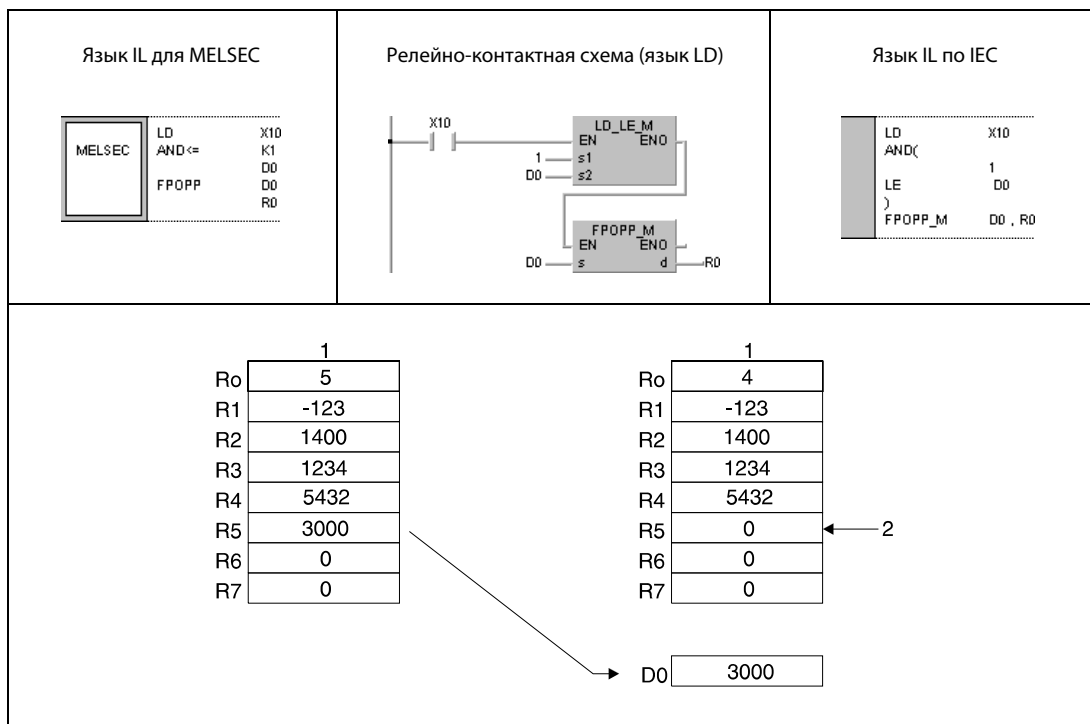 Язык IL для MELSEC
Релейно-контактная схема (язык LD)
Язык IL по IEC
MELSEC
LD X10
AND<= K1
D0
FPOPP D0
R0
X10
LD_LE_M
EN ENO
1 s1
D0 s2
FPOPP_M
EN ENO
D0 s d R0
LD X10
AND(
1
LE D0
)
FPOPP_M D0 , R0
1
Ro 5
R1 -123
R2 1400
R3 1234
R4 5432
R5 3000
R6 0
R7 0
1
Ro 4
R1 -123
R2 1400
R3 1234
R4 5432
R5 0 2
R6 0
R7 0
D0 3000